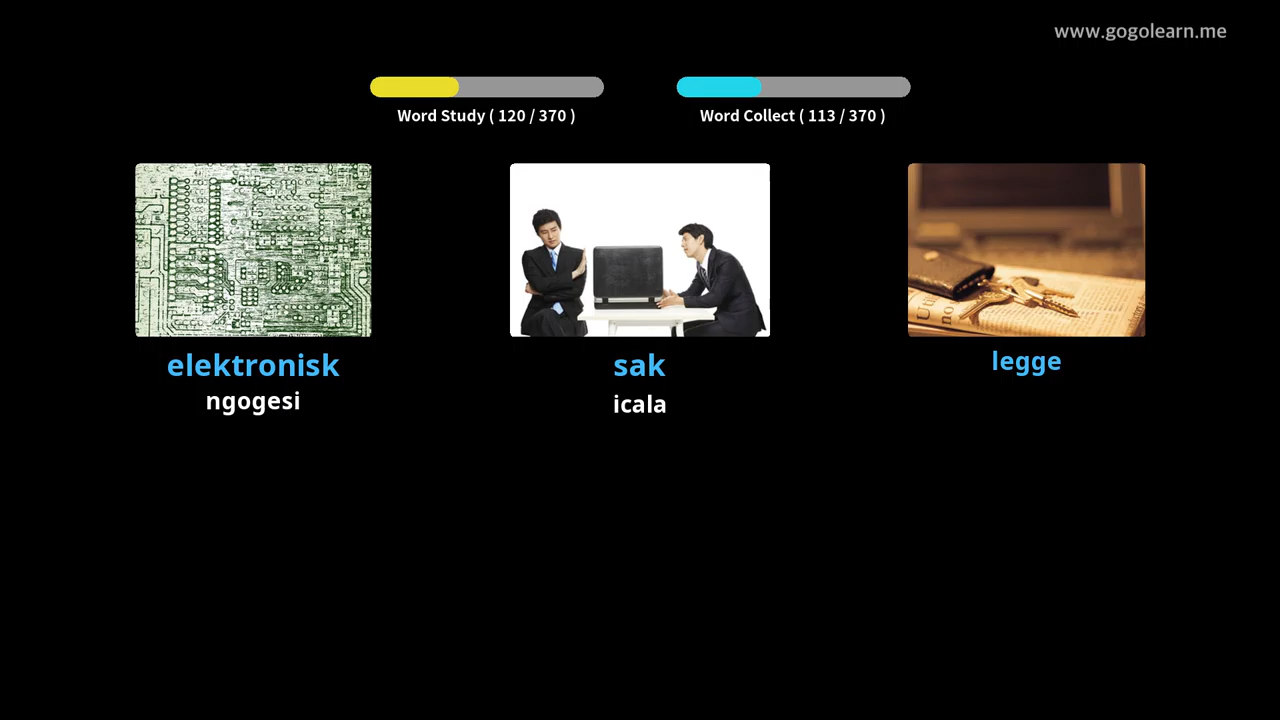 www.gogolearn.me
Word Study ( 120 / 370 )
Word Collect ( 113 / 370 )
elektronisk
ngogesi
sak
icala
legge